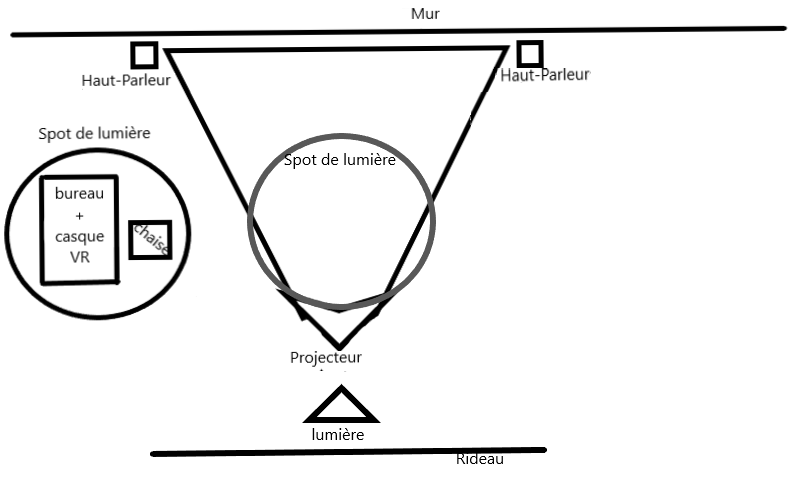 Mur
Haut-Parleur
Haut-Parleur
Spot de lumière
Spot de lumière
bureau
+
casque
VR
chaise
Projecteur
lumière
Rideau